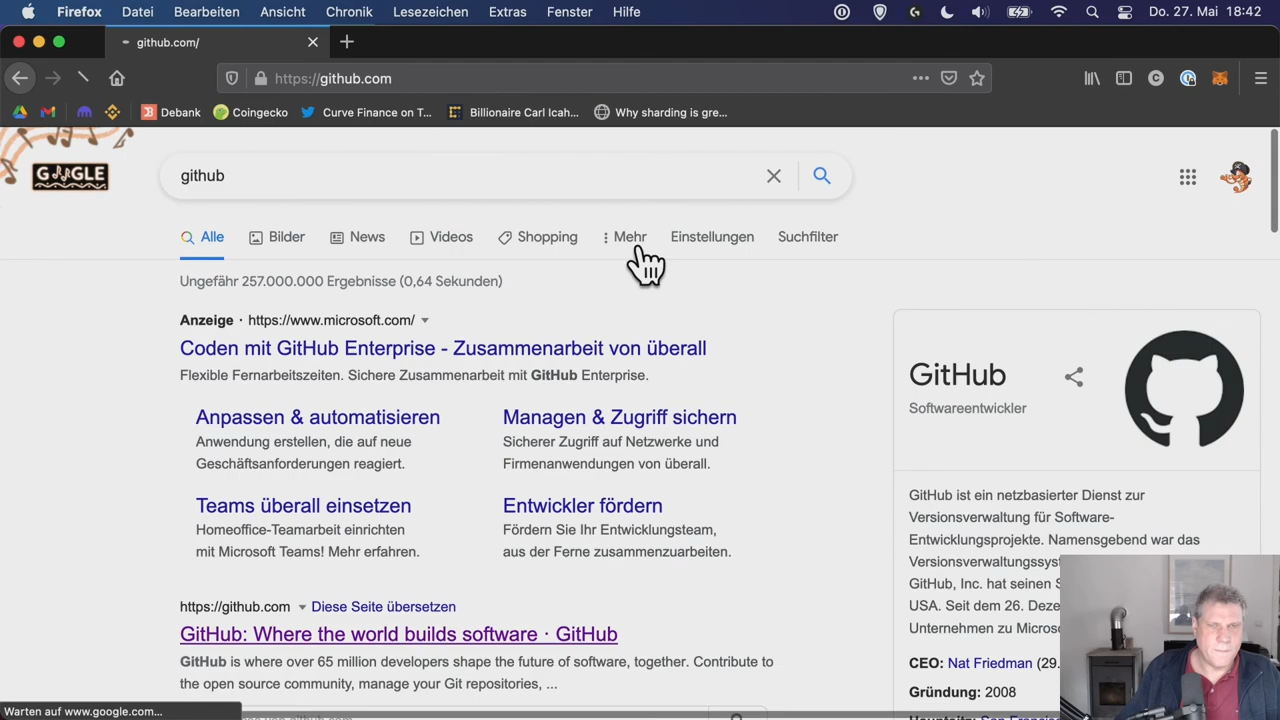 Firefox Datei Bearbeiten Ansicht Chronik Lesezeichen Extras Fenster Hilfe Do. 27. Mai 18:42
github.com/
https://github.com
Debank Coingecko Curve Finance on T... Billionaire Carl Icah... Why sharding is gre...
GOOGLE github
Alle Bilder News Videos Shopping Mehr Einstellungen Suchfilter
Ungefähr 257.000.000 Ergebnisse (0,64 Sekunden)
Anzeige · https://www.microsoft.com/
Coden mit GitHub Enterprise - Zusammenarbeit von überall
Flexible Fernarbeitszeiten. Sichere Zusammenarbeit mit GitHub Enterprise.
Anpassen & automatisieren
Anwendung erstellen, die auf neue
Geschäftsanforderungen reagiert.
Managen & Zugriff sichern
Sicherer Zugriff auf Netzwerke und
Firmenanwendungen von überall.
Teams überall einsetzen
Homeoffice-Teamarbeit einrichten
mit Microsoft Teams! Mehr erfahren.
Entwickler fördern
Fördern Sie Ihr Entwicklungsteam,
aus der Ferne zusammenzuarbeiten.
https://github.com Diese Seite übersetzen
GitHub: Where the world builds software · GitHub
GitHub is where over 65 million developers shape the future of software, together. Contribute to
the open source community, manage your Git repositories, ...
GitHub
Softwareentwickler
GitHub ist ein netzbasierter Dienst zur
Versionsverwaltung für Software-
Entwicklungsprojekte. Namensgebend war das
Versionsverwaltungssyst
GitHub, Inc. hat seinen S
USA. Seit dem 26. Deze
Unternehmen zu Microso
CEO: Nat Friedman (29.
Gründung: 2008
Warten auf www.google.com...